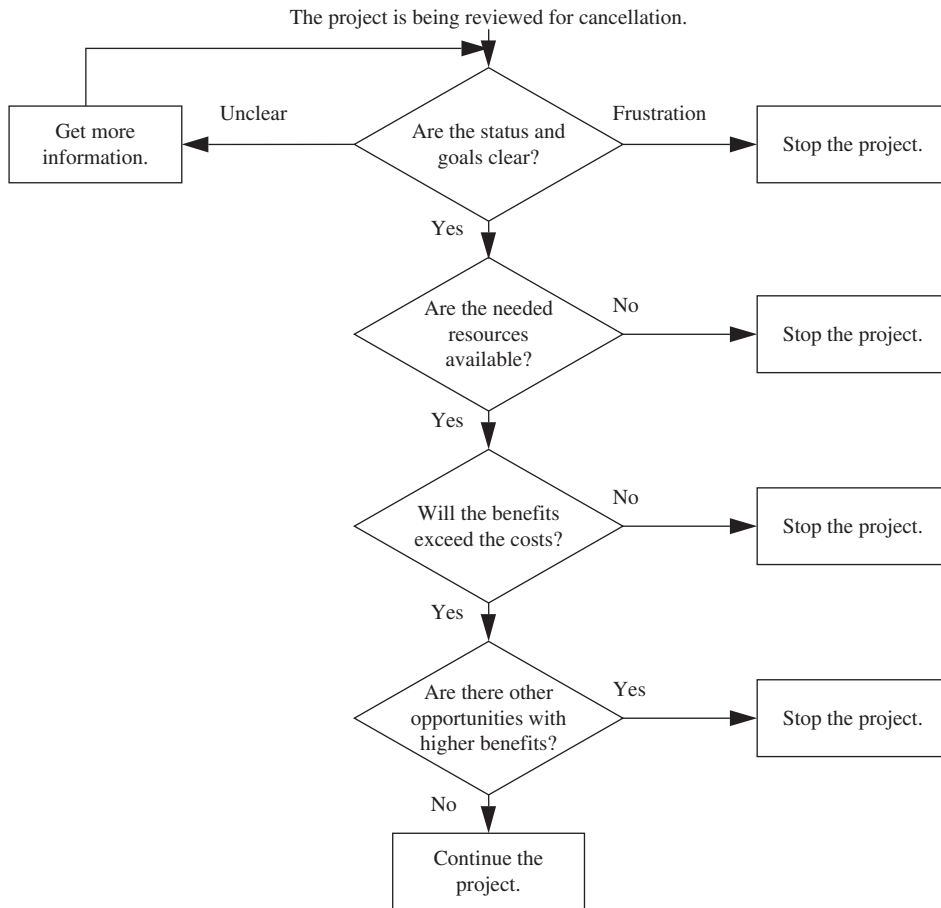 The project is being reviewed for cancellation.
Unclear
Frustration
Get more
information.
Are the status and
goals clear?
Stop the project.
Yes
Are the needed
resources
available?
No
Stop the project.
Yes
Will the benefits
exceed the costs?
No
Stop the project.
Yes
Are there other
opportunities with
higher benefits?
Yes
Stop the project.
No
Continue the
project.